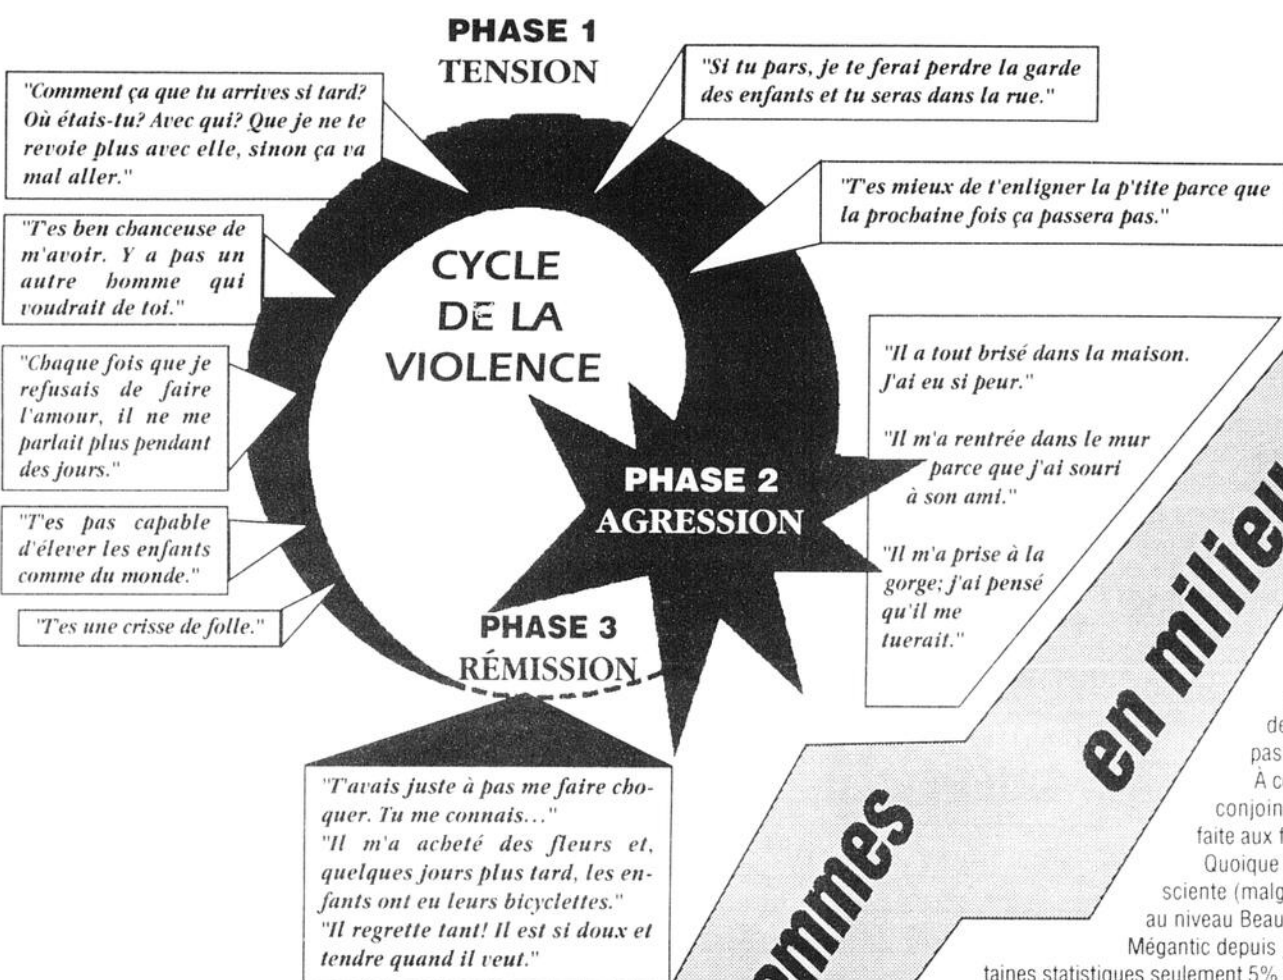 PHASE 1
TENSION
"Comment ça que tu arrives si tard?
Où étais-tu? Avec qui? Que je ne te
revoie plus avec elle, sinon ça va
mal aller."
"Si tu pars, je te ferai perdre la garde
des enfants et tu seras dans la rue."
"T'es mieux de t'enligner la p'tite parce que
la prochaine fois ça passera pas."
"T'es ben chanceuse de
m'avoir. Y a pas un
autre homme qui
voudrait de toi."
CYCLE
DE LA
VIOLENCE
"Chaque fois que je
refusais de faire
l'amour, il ne me
parlait plus pendant
des jours."
"T'es pas capable
d'élever les enfants
comme du monde."
"T'es une crisse de folle."
PHASE 2
AGRESSION
"Il a tout brisé dans la maison.
J'ai eu si peur."
"Il m'a rentrée dans le mur
parce que j'ai souri
à son ami."
"Il m'a prise à la
gorge; j'ai pensé
qu'il me
tuerait."
PHASE 3
RÉMISSION
"T'avais juste à pas me faire cho-
quer. Tu me connais..."
"Il m'a acheté des fleurs et,
quelques jours plus tard, les en-
fants ont eu leurs bicyclettes."
"Il regrette tant! Il est si doux et
tendre quand il veut."
emmes
en milieu
de
pas
À c
conjoin
faite aux f
Quoique
sciente (malg
au niveau Beau
Mégantic depuis
taines statistiques seulement 5%